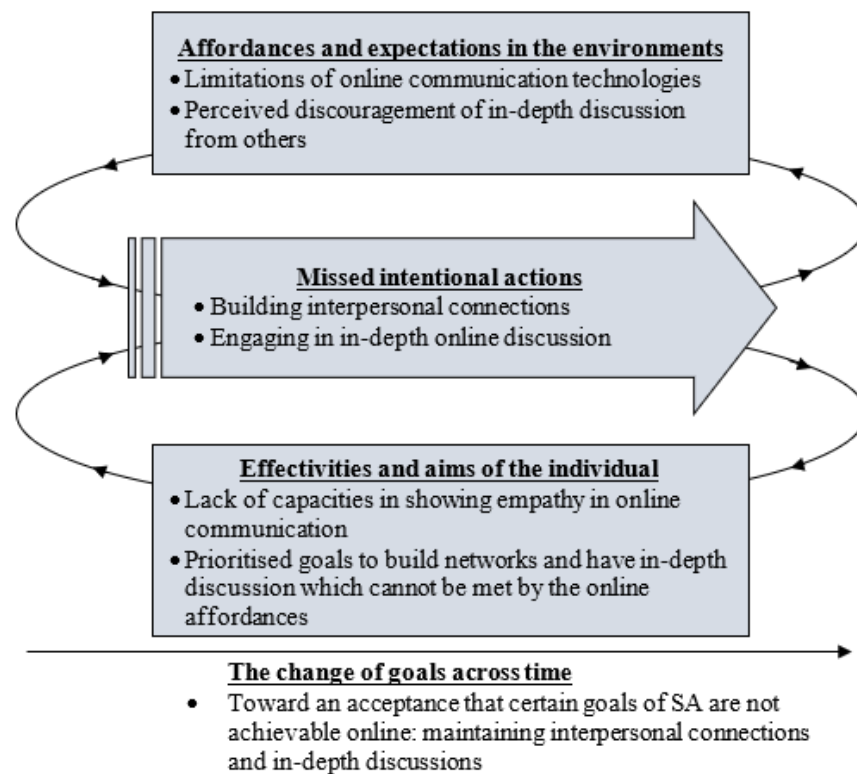 Affordances and expectations in the environments
• Limitations of online communication technologies
• Perceived discouragement of in-depth discussion
from others
Missed intentional actions
• Building interpersonal connections
• Engaging in in-depth online discussion
Effectivities and aims of the individual
• Lack of capacities in showing empathy in online
communication
• Prioritised goals to build networks and have in-depth
discussion which cannot be met by the online
affordances
The change of goals across time
• Toward an acceptance that certain goals of SA are not
achievable online: maintaining interpersonal connections
and in-depth discussions